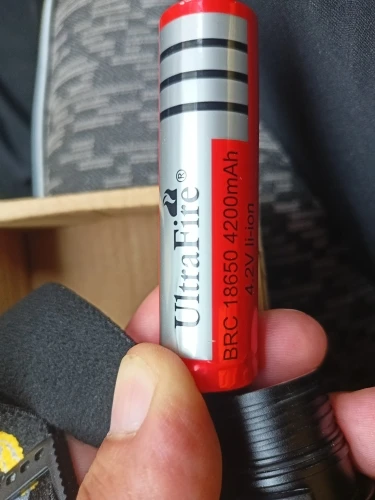 UltraFire®
BRC 18650 4200mAh
4.2V li-ion